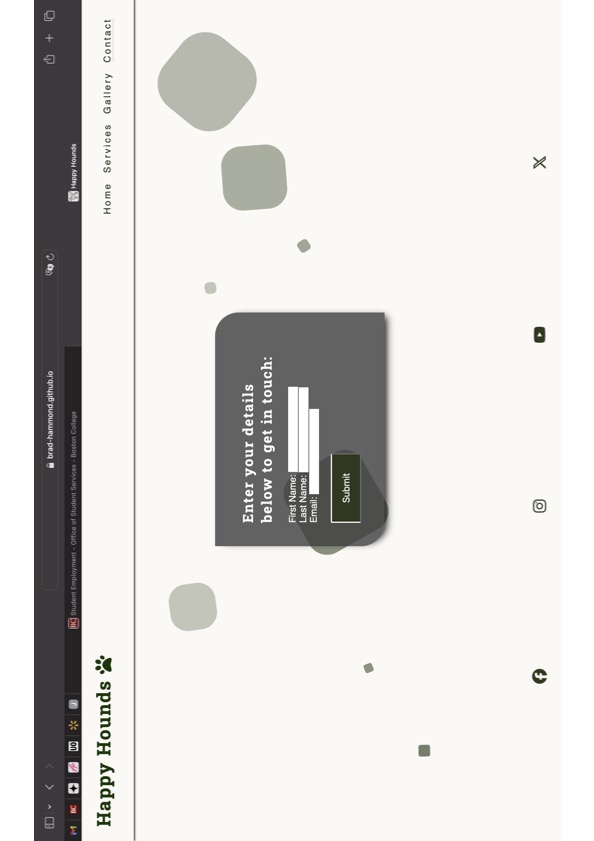 brad-hammond.github.io
BC Student Employment - Office of Student Services - Boston College
Happy Hounds
Happy Hounds
Home Services Gallery Contact
Enter your details
below to get in touch:
First Name:
Last Name:
Email:
Submit